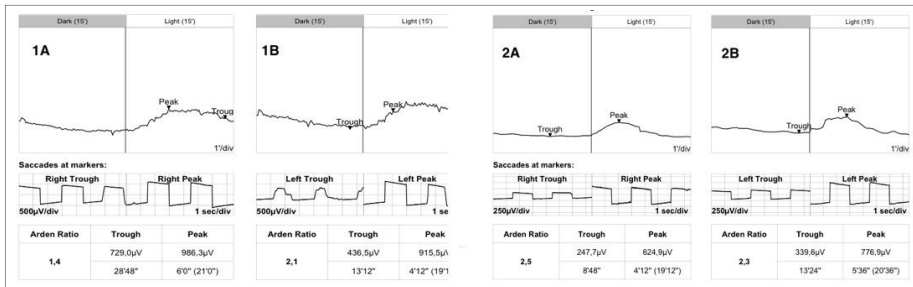 Dark (15') Light (15')
1A
Peak
Troug
1'/div
Saccades at markers:
Right Trough Right Peak
500µV/div 1 sec/div
Arden Ratio Trough Peak
1,4 729,0µV 986,3µV
28'48" 6'0" (21'0")
Dark (15') Light (15')
1B
Peak
Trough
Left Trough Left Peak
500µV/div 1 se
Arden Ratio Trough Peak
2,1 436,5µV 915,5µ
13'12" 4'12" (19'1
Dark (15') Light (15')
2A
Peak
Trough
1'/div
Saccades at markers:
Right Trough Right Peak
250µV/div 1 sec/div
Arden Ratio Trough Peak
2,5 247,7µV 624,9µV
8'48" 4'12" (19'12")
Dark (15') Light (15')
2B
Peak
Trough
1'/div
Left Trough Left Peak
250µV/div 1 sec/div
Arden Ratio Trough Peak
2,3 339,6µV 776,9µV
13'24" 5'36" (20'36")